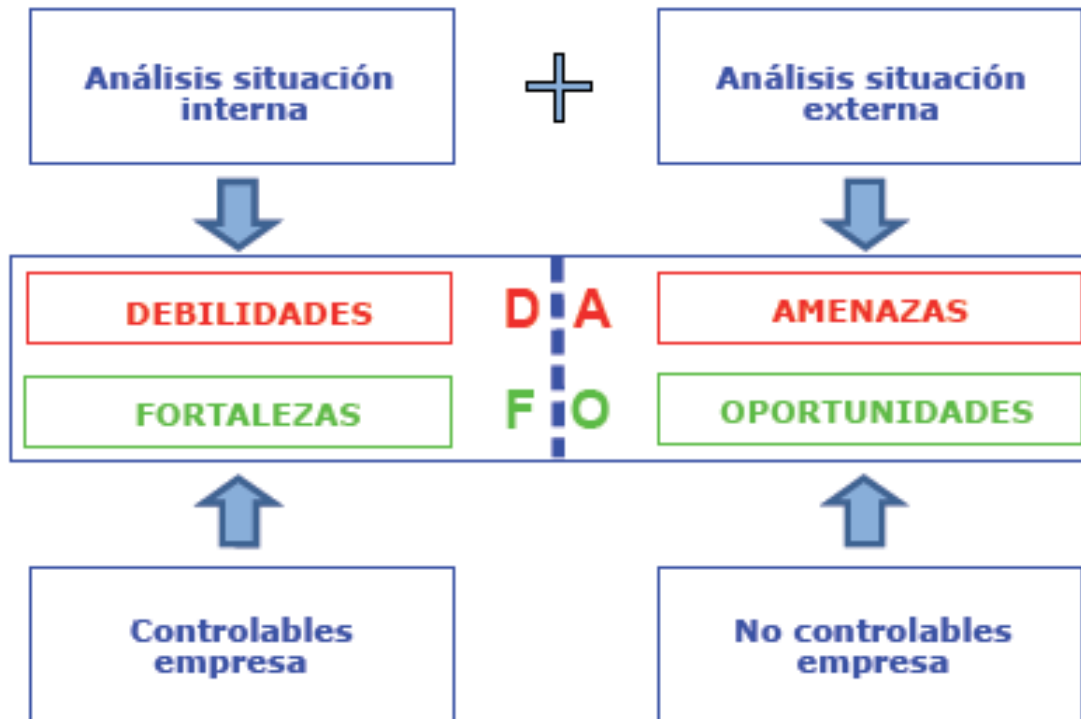 Análisis situación
interna
Análisis situación
externa
DEBILIDADES
D A
AMENAZAS
FORTALEZAS
F O
OPORTUNIDADES
Controlables
empresa
No controlables
empresa